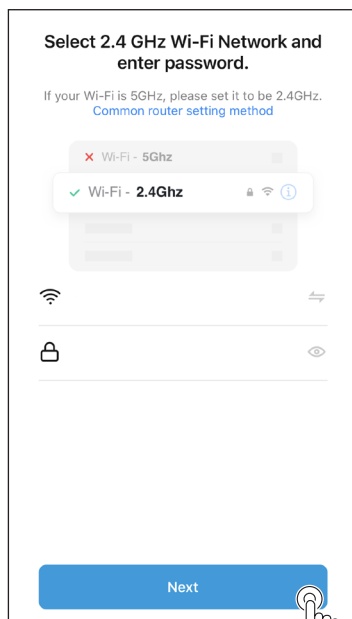 Select 2.4 GHz Wi-Fi Network and
enter password.
If your Wi-Fi is 5GHz, please set it to be 2.4GHz.
Common router setting method
Wi-Fi - 5Ghz
Wi-Fi - 2.4Ghz
Next